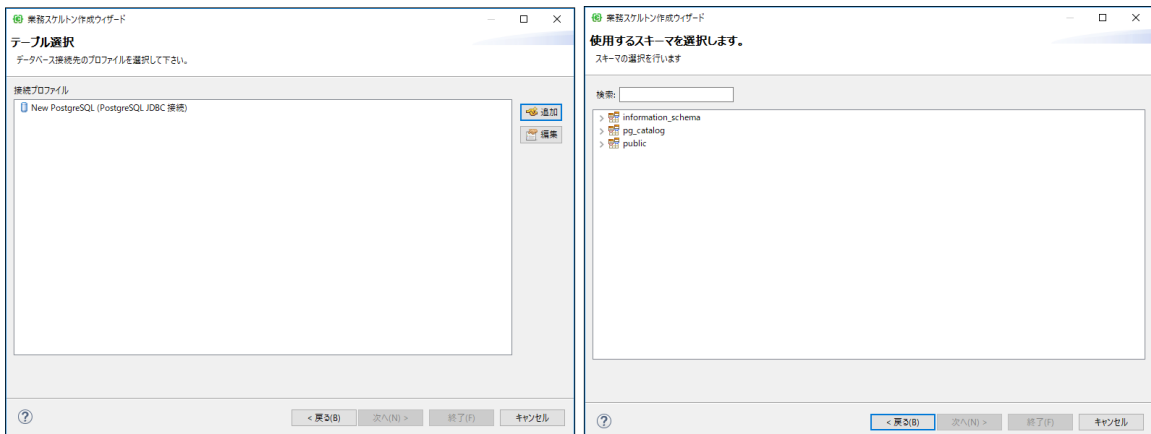 業務スケルトン作成ウィザード
テーブル選択
データベース接続先のプロファイルを選択して下さい。
接続プロファイル
New PostgreSQL (PostgreSQL JDBC 接続)
追加
編集
< 戻る(B)
次へ(N) >
終了(F)
キャンセル
業務スケルトン作成ウィザード
使用するスキーマを選択します。
スキーマの選択を行います
検索:
information_schema
pg_catalog
public
< 戻る(B)
次へ(N) >
終了(F)
キャンセル